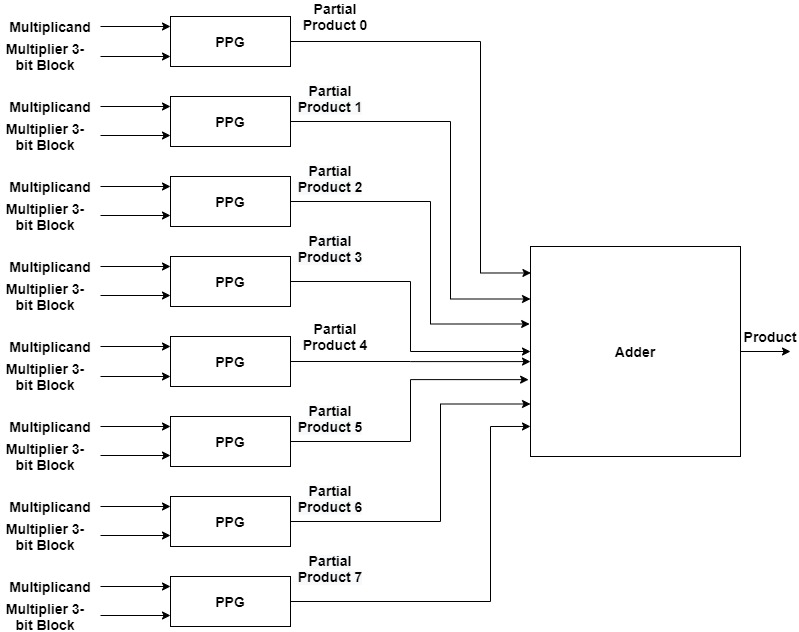 Partial
Product 0
Multiplicand
Multiplier 3-
bit Block
PPG
Partial
Product 1
Multiplicand
Multiplier 3-
bit Block
PPG
Partial
Product 2
Multiplicand
Multiplier 3-
bit Block
PPG
Partial
Product 3
Multiplicand
Multiplier 3-
bit Block
PPG
Partial
Product 4
Multiplicand
Multiplier 3-
bit Block
PPG
Partial
Product 5
Multiplicand
Multiplier 3-
bit Block
PPG
Partial
Product 6
Multiplicand
Multiplier 3-
bit Block
PPG
Partial
Product 7
Multiplicand
Multiplier 3-
bit Block
PPG
Adder
Product